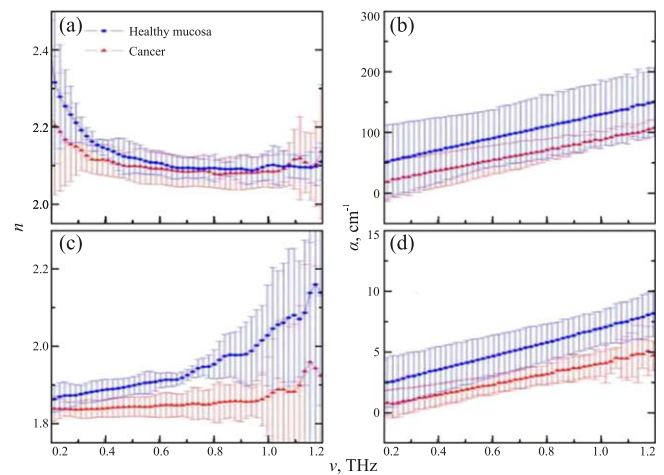 (a)
Healthy mucosa
Cancer
2.4
2.2
2.0
(b)
300
200
100
0
n
α, cm-1
(c)
2.2
2.0
1.8
0.2 0.4 0.6 0.8 1.0 1.2
(d)
15
10
5
0
0.2 0.4 0.6 0.8 1.0 1.2
ν, THz